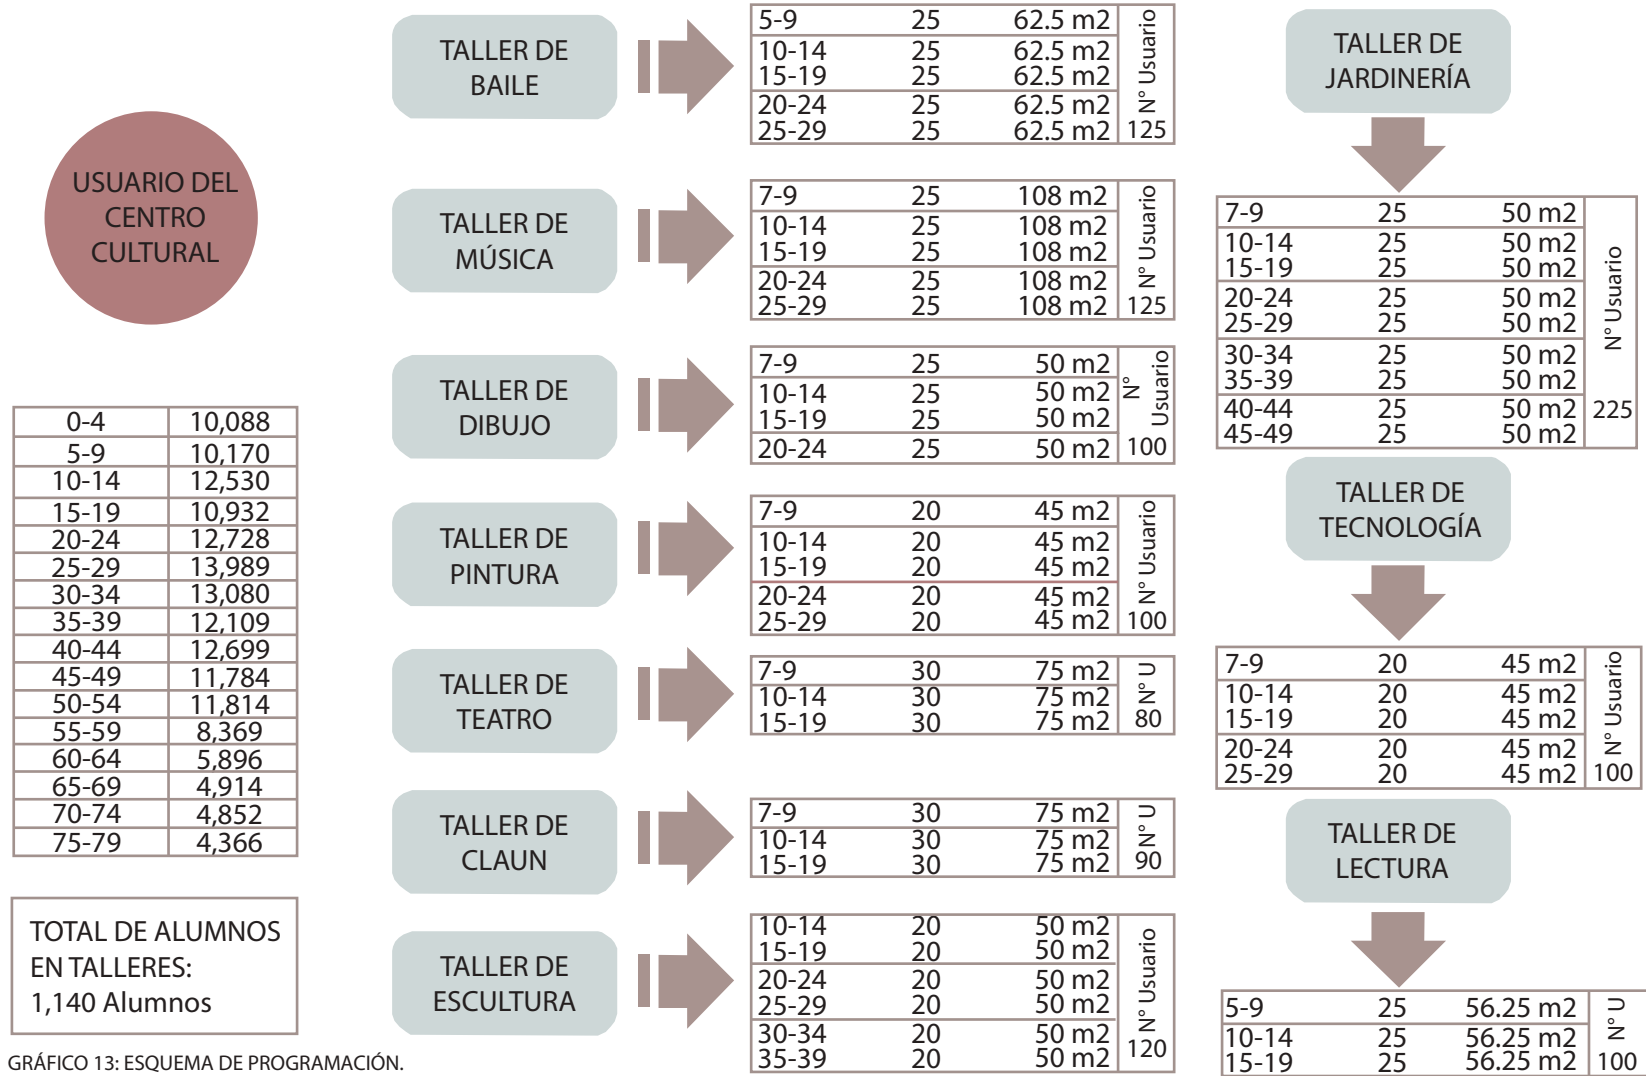 USUARIO DEL
CENTRO
CULTURAL
0-4 10,088
5-9 10,170
10-14 12,530
15-19 10,932
20-24 12,728
25-29 13,989
30-34 13,080
35-39 12,109
40-44 12,699
45-49 11,784
50-54 11,814
55-59 8,369
60-64 5,896
65-69 4,914
70-74 4,852
75-79 4,366
TOTAL DE ALUMNOS
EN TALLERES:
1,140 Alumnos
TALLER DE
BAILE
5-9 25 62.5 m2
10-14 25 62.5 m2
15-19 25 62.5 m2
20-24 25 62.5 m2
25-29 25 62.5 m2
N° Usuario
125
TALLER DE
MÚSICA
7-9 25 108 m2
10-14 25 108 m2
15-19 25 108 m2
20-24 25 108 m2
25-29 25 108 m2
N° Usuario
125
TALLER DE
DIBUJO
7-9 25 50 m2
10-14 25 50 m2
15-19 25 50 m2
20-24 25 50 m2
N°
Usuario
100
TALLER DE
PINTURA
7-9 20 45 m2
10-14 20 45 m2
15-19 20 45 m2
20-24 20 45 m2
25-29 20 45 m2
N° Usuario
100
TALLER DE
TEATRO
7-9 30 75 m2
10-14 30 75 m2
15-19 30 75 m2
N° U
80
TALLER DE
CLAUN
7-9 30 75 m2
10-14 30 75 m2
15-19 30 75 m2
N° U
90
TALLER DE
ESCULTURA
10-14 20 50 m2
15-19 20 50 m2
20-24 20 50 m2
25-29 20 50 m2
30-34 20 50 m2
35-39 20 50 m2
N° Usuario
120
TALLER DE
JARDINERÍA
7-9 25 50 m2
10-14 25 50 m2
15-19 25 50 m2
20-24 25 50 m2
25-29 25 50 m2
30-34 25 50 m2
35-39 25 50 m2
40-44 25 50 m2
45-49 25 50 m2
N° Usuario
225
TALLER DE
TECNOLOGÍA
7-9 20 45 m2
10-14 20 45 m2
15-19 20 45 m2
20-24 20 45 m2
25-29 20 45 m2
N° Usuario
100
TALLER DE
LECTURA
5-9 25 56.25 m2
10-14 25 56.25 m2
15-19 25 56.25 m2
N° U
100
GRÁFICO 13: ESQUEMA DE PROGRAMACIÓN.